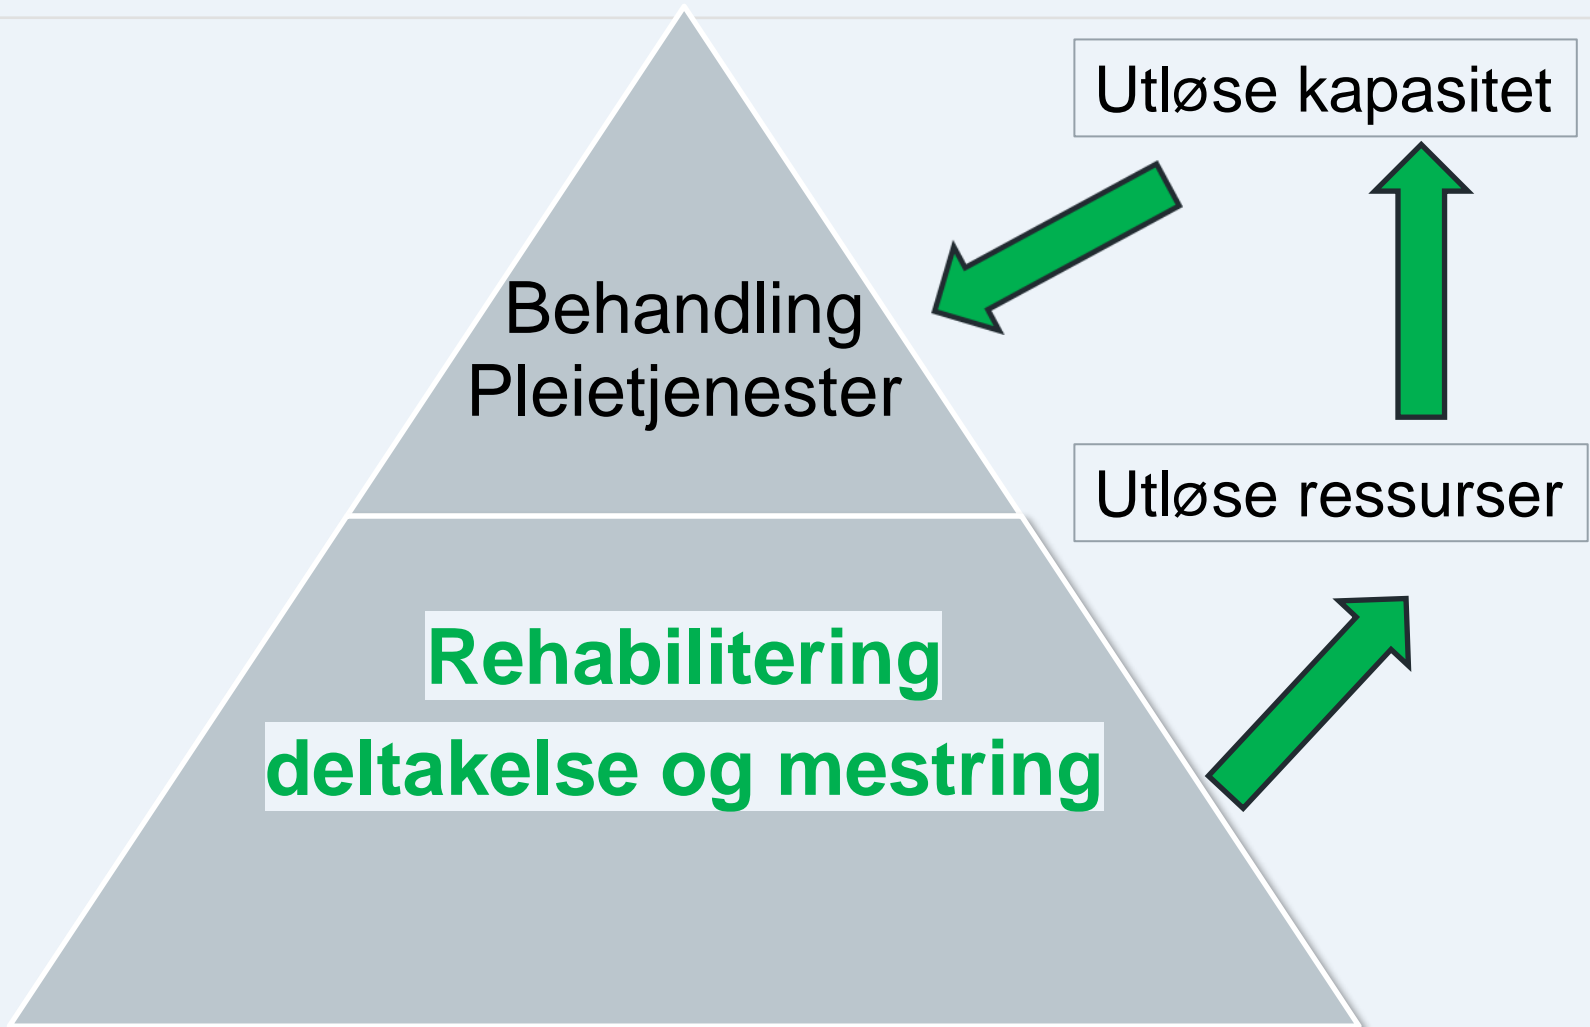 Utløse kapasitet
Behandling
Pleietjenester
Utløse ressurser
Rehabilitering
deltakelse og mestring